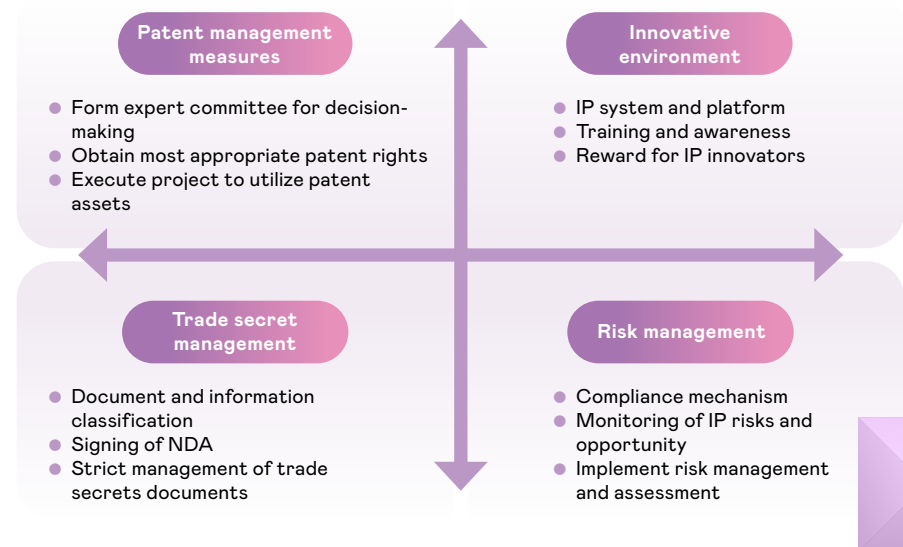 Patent management
measures
Form expert committee for decision-
making
Obtain most appropriate patent rights
Execute project to utilize patent
assets
Innovative
environment
IP system and platform
Training and awareness
Reward for IP innovators
Trade secret
management
Document and information
classification
Signing of NDA
Strict management of trade
secrets documents
Risk management
Compliance mechanism
Monitoring of IP risks and
opportunity
Implement risk management
and assessment